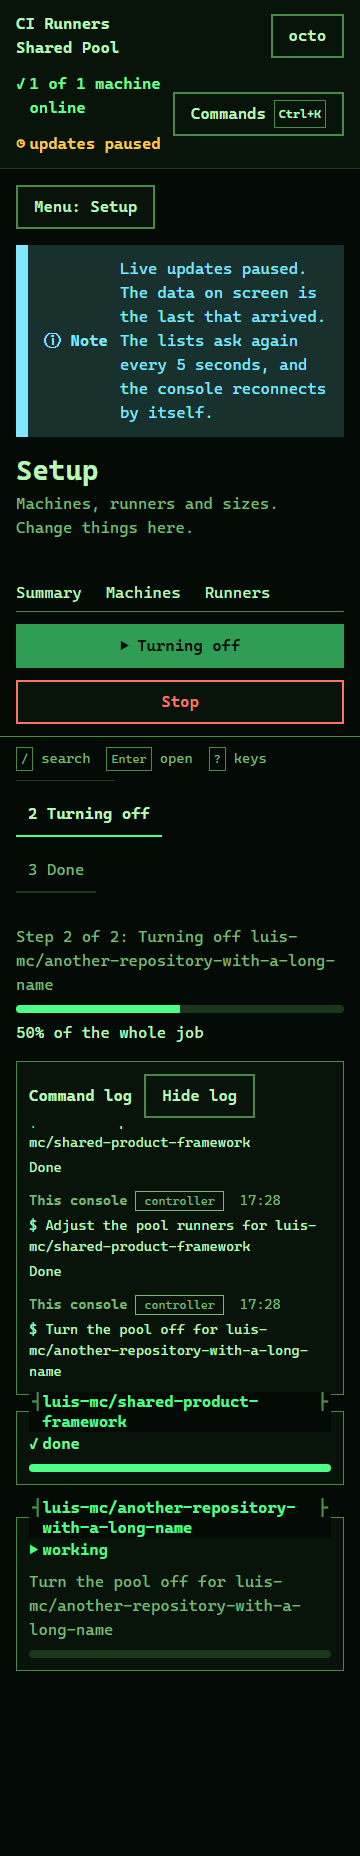 CI Runners
Shared Pool
octo
✓ 1 of 1 machine
online
Commands Ctrl+K
updates paused
Menu: Setup
Live updates paused.
The data on screen is
the last that arrived.
ⓘ Note The lists ask again
every 5 seconds, and
the console reconnects
by itself.
Setup
Machines, runners and sizes.
Change things here.
Summary Machines Runners
▶ Turning off
Stop
/ search Enter open ? keys
2 Turning off
3 Done
Step 2 of 2: Turning off luis-
mc/another-repository-with-a-long-
name
50% of the whole job
Command log Hide log
mc/shared-product-framework
Done
This console controller 17:28
$ Adjust the pool runners for luis-
mc/shared-product-framework
Done
This console controller 17:28
$ Turn the pool off for luis-
mc/another-repository-with-a-long-
name
luis-mc/shared-product-
framework
✓ done
luis-mc/another-repository-
with-a-long-name
▶ working
Turn the pool off for luis-
mc/another-repository-with-a-
long-name